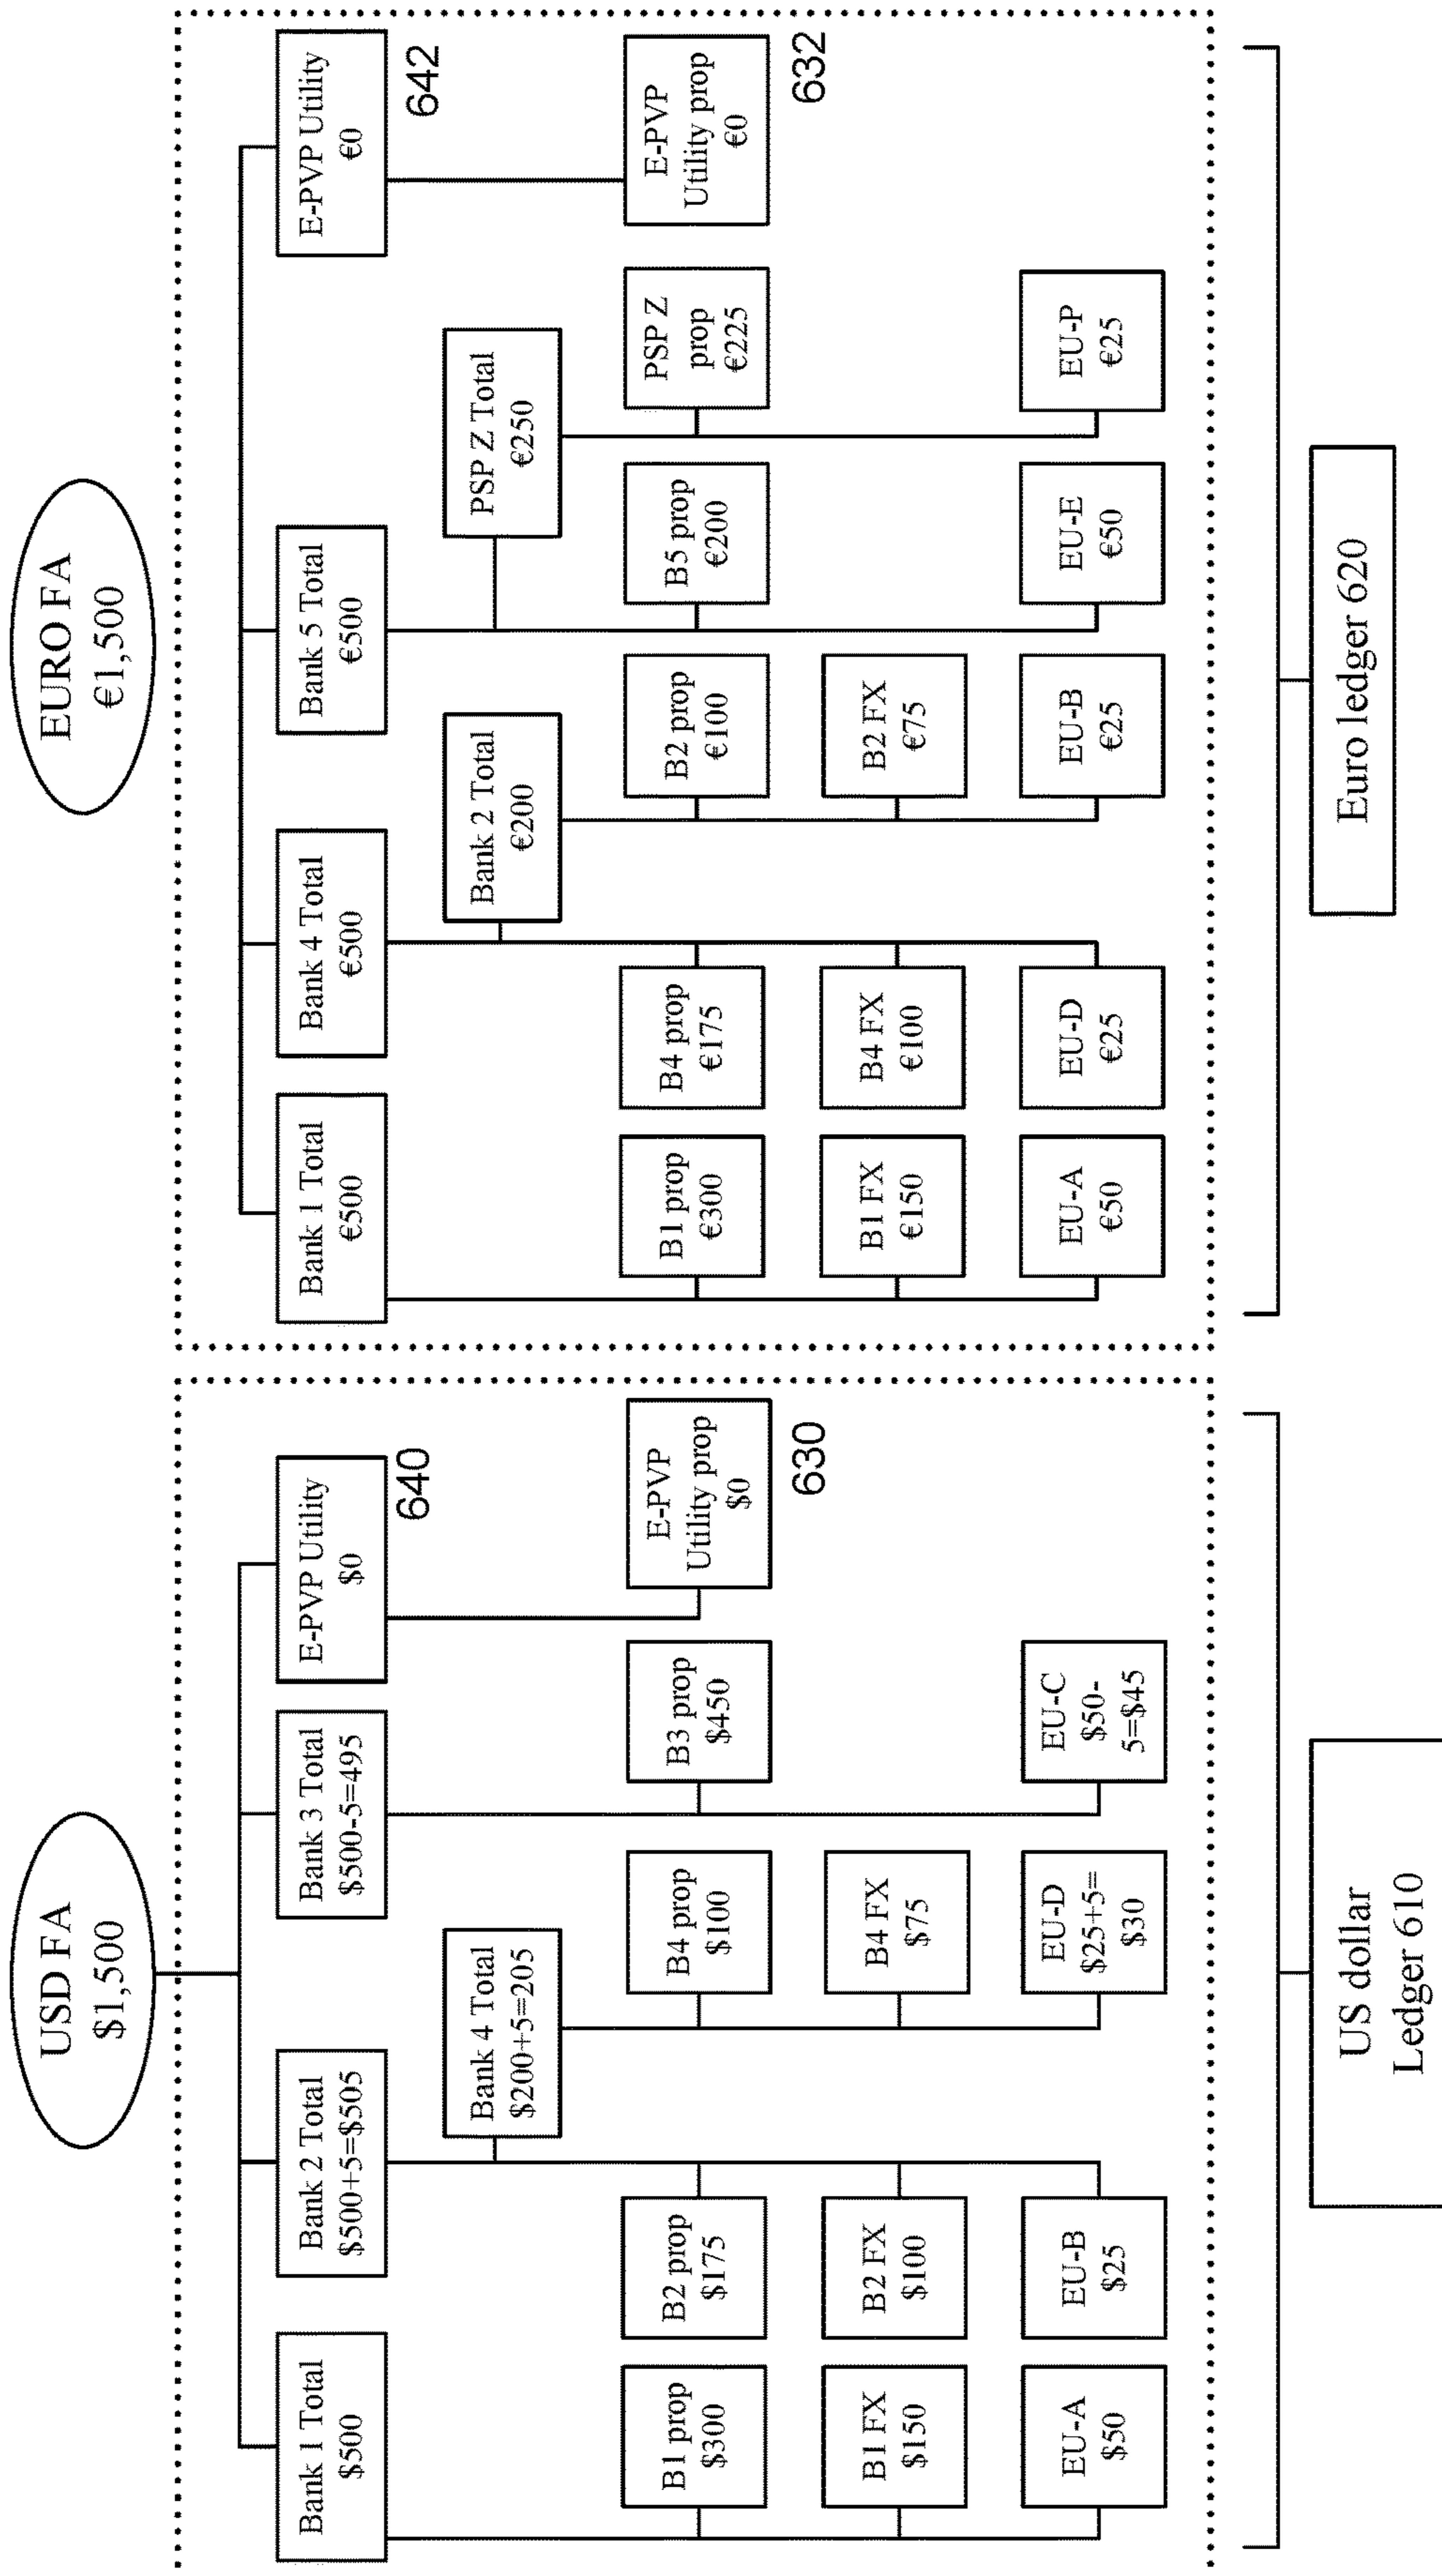 USD FA
$1,500
Bank 1 Total
$500
Bank 2 Total
$500+5=$505
Bank 3 Total
$500-5=495
E-PVP Utility
$0
640
Bank 4 Total
$200+5=205
B1 prop
$300
B2 prop
$175
B4 prop
$100
B3 prop
$450
E-PVP
Utility prop
$0
630
B1 FX
$150
B2 FX
$100
B4 FX
$75
EU-A
$50
EU-B
$25
EU-D
$25+5=
$30
EU-C
$50-
5=$45
US dollar
Ledger 610
EURO FA
€1,500
Bank 1 Total
€500
Bank 4 Total
€500
Bank 5 Total
€500
E-PVP Utility
€0
642
Bank 2 Total
€200
PSP Z Total
€250
B1 prop
€300
B4 prop
€175
B2 prop
€100
B5 prop
€200
PSP Z
prop
€225
E-PVP
Utility prop
€0
632
B1 FX
€150
B4 FX
€100
B2 FX
€75
EU-A
€50
EU-D
€25
EU-B
€25
EU-E
€50
EU-P
€25
Euro ledger 620